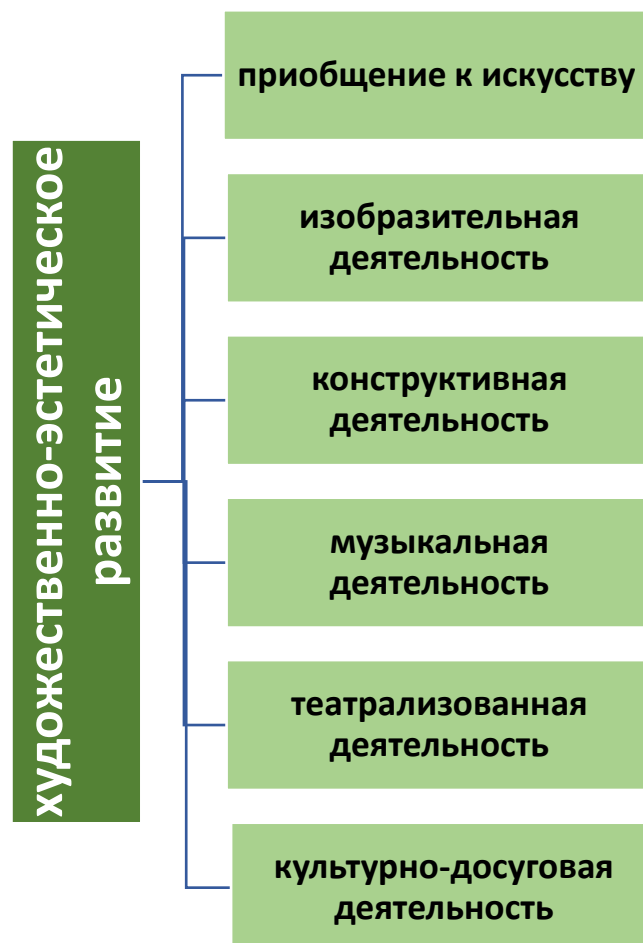 художественно-эстетическое
развитие
приобщение к искусству
изобразительная
деятельность
конструктивная
деятельность
музыкальная
деятельность
театрализованная
деятельность
культурно-досуговая
деятельность